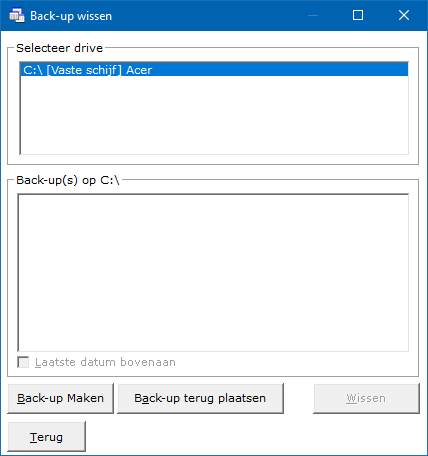 Back-up wissen
Selecteer drive
C:\ [Vaste schijf] Acer
Back-up(s) op C:\
Laatste datum bovenaan
Back-up Maken
Back-up terug plaatsen
Wissen
Terug